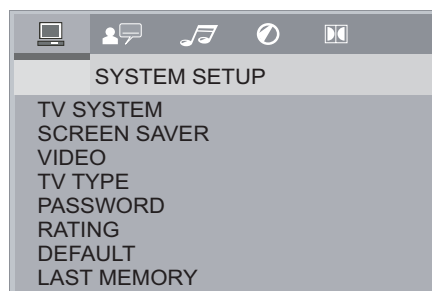 SYSTEM SETUP
TV SYSTEM
SCREEN SAVER
VIDEO
TV TYPE
PASSWORD
RATING
DEFAULT
LAST MEMORY